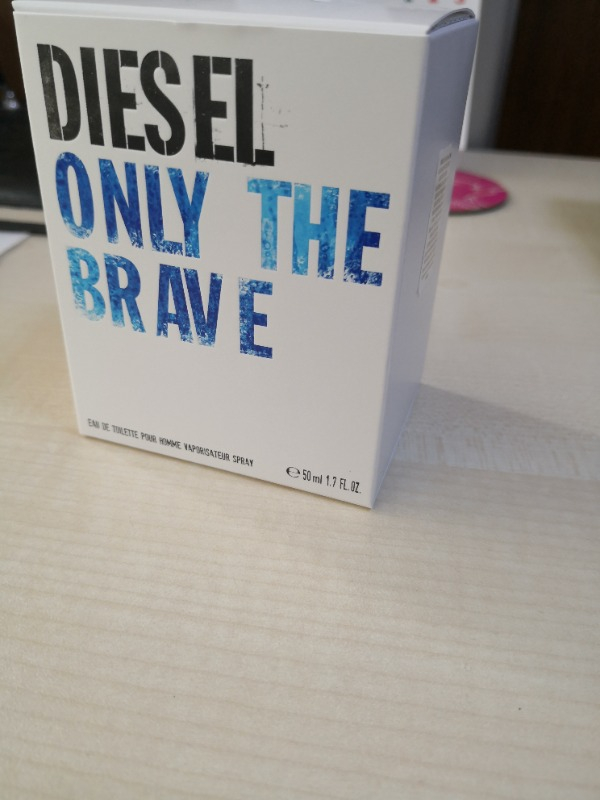 DIESEL
ONLY THE
BRAVE
EAU DE TOILETTE POUR HOMME VAPORISATEUR SPRAY
℮ 50 ml 1.7 FL.OZ.